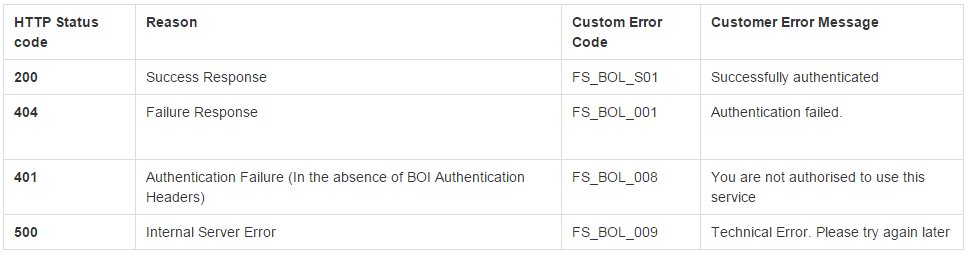 HTTP Status code Reason Custom Error Code Customer Error Message
200 Success Response FS_BOL_S01 Successfully authenticated
404 Failure Response FS_BOL_001 Authentication failed.
401 Authentication Failure (In the absence of BOI Authentication Headers) FS_BOL_008 You are not authorised to use this service
500 Internal Server Error FS_BOL_009 Technical Error. Please try again later